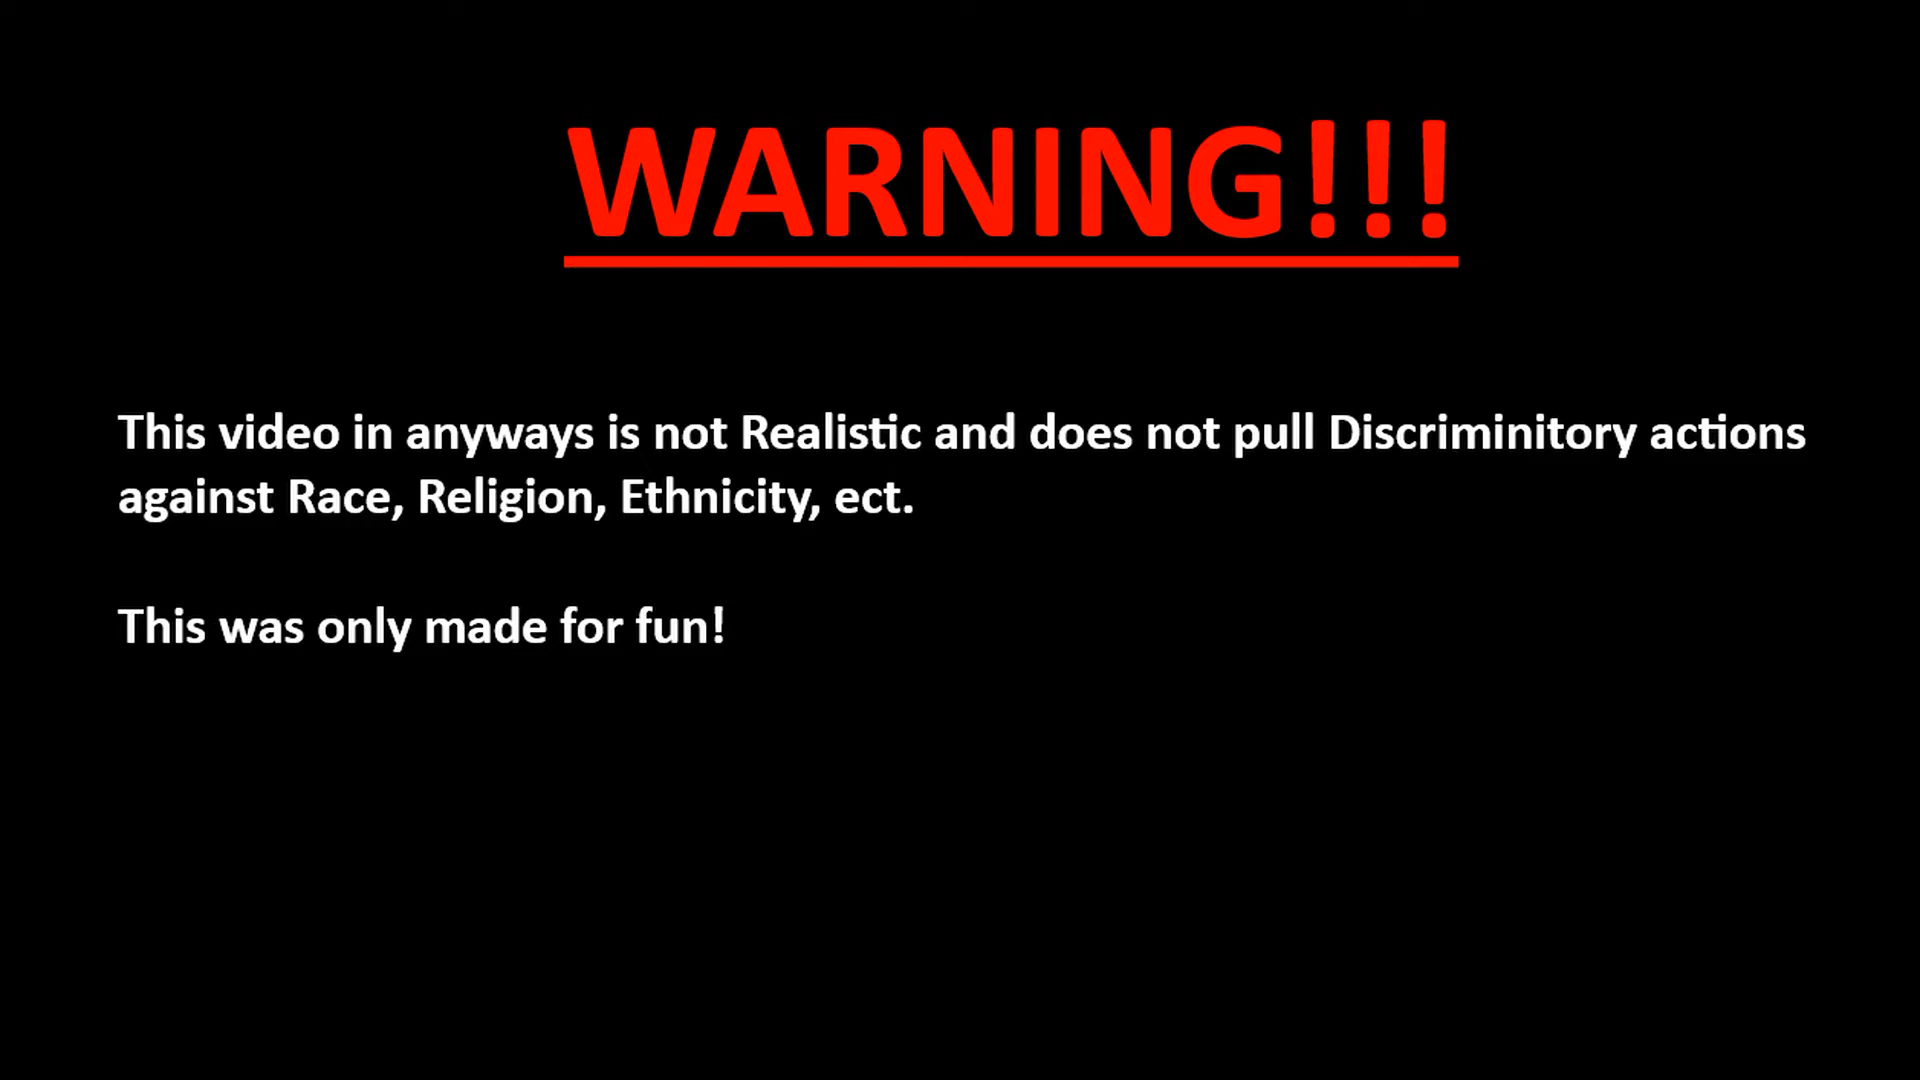 WARNING!!!
This video in anyways is not Realistic and does not pull Discriminitory actions
against Race, Religion, Ethnicity, ect.
This was only made for fun!